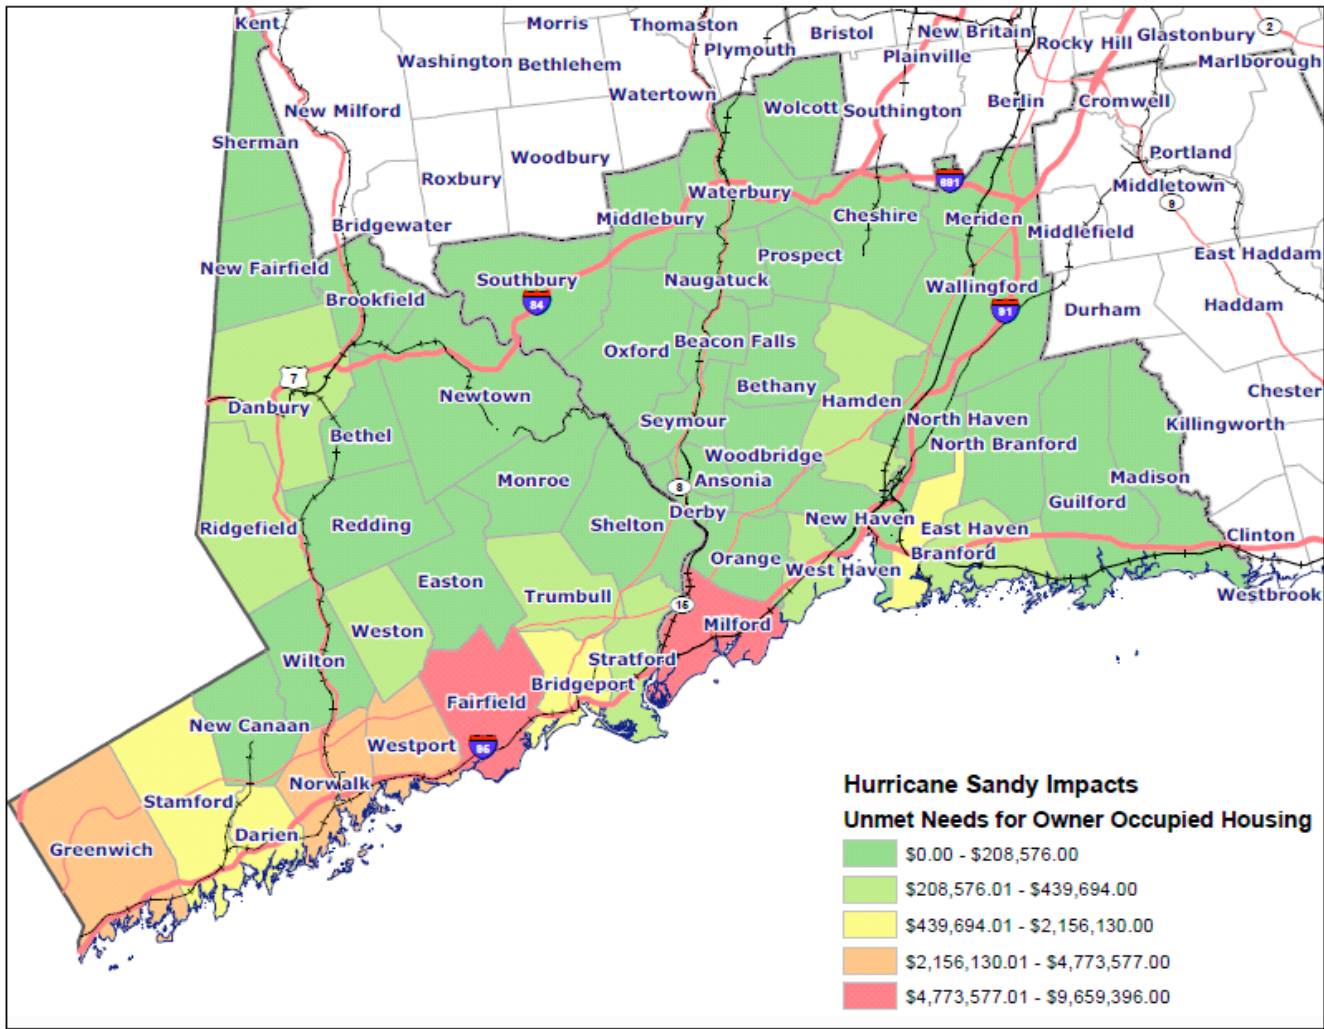 Kent
Morris
Thomaston
Bristol
New Britain
Glastonbury
2
Plymouth
Plainville
Rocky Hill
Washington
Bethlehem
Marlborough
Watertown
Wolcott
Southington
Berlin
Cromwell
New Milford
Sherman
Woodbury
Portland
Roxbury
Waterbury
691
Middletown
9
Bridgewater
Middlebury
Cheshire
Meriden
Middlefield
New Fairfield
Southbury
Naugatuck
Prospect
East Haddam
Brookfield
84
Wallingford
91
Durham
Haddam
Oxford
Beacon Falls
7
Newtown
Bethany
Hamden
Chester
Danbury
Bethel
Seymour
North Haven
Killingworth
North Branford
Woodbridge
Monroe
8
Ansonia
Madison
Guilford
Ridgefield
Redding
Shelton
Derby
New Haven
East Haven
Clinton
Orange
West Haven
Branford
Easton
Trumbull
Westbrook
15
Weston
Milford
Wilton
Stratford
Bridgeport
New Canaan
Fairfield
Westport
95
Norwalk
Stamford
Darien
Greenwich
Hurricane Sandy Impacts
Unmet Needs for Owner Occupied Housing
$0.00 - $208,576.00
$208,576.01 - $439,694.00
$439,694.01 - $2,156,130.00
$2,156,130.01 - $4,773,577.00
$4,773,577.01 - $9,659,396.00